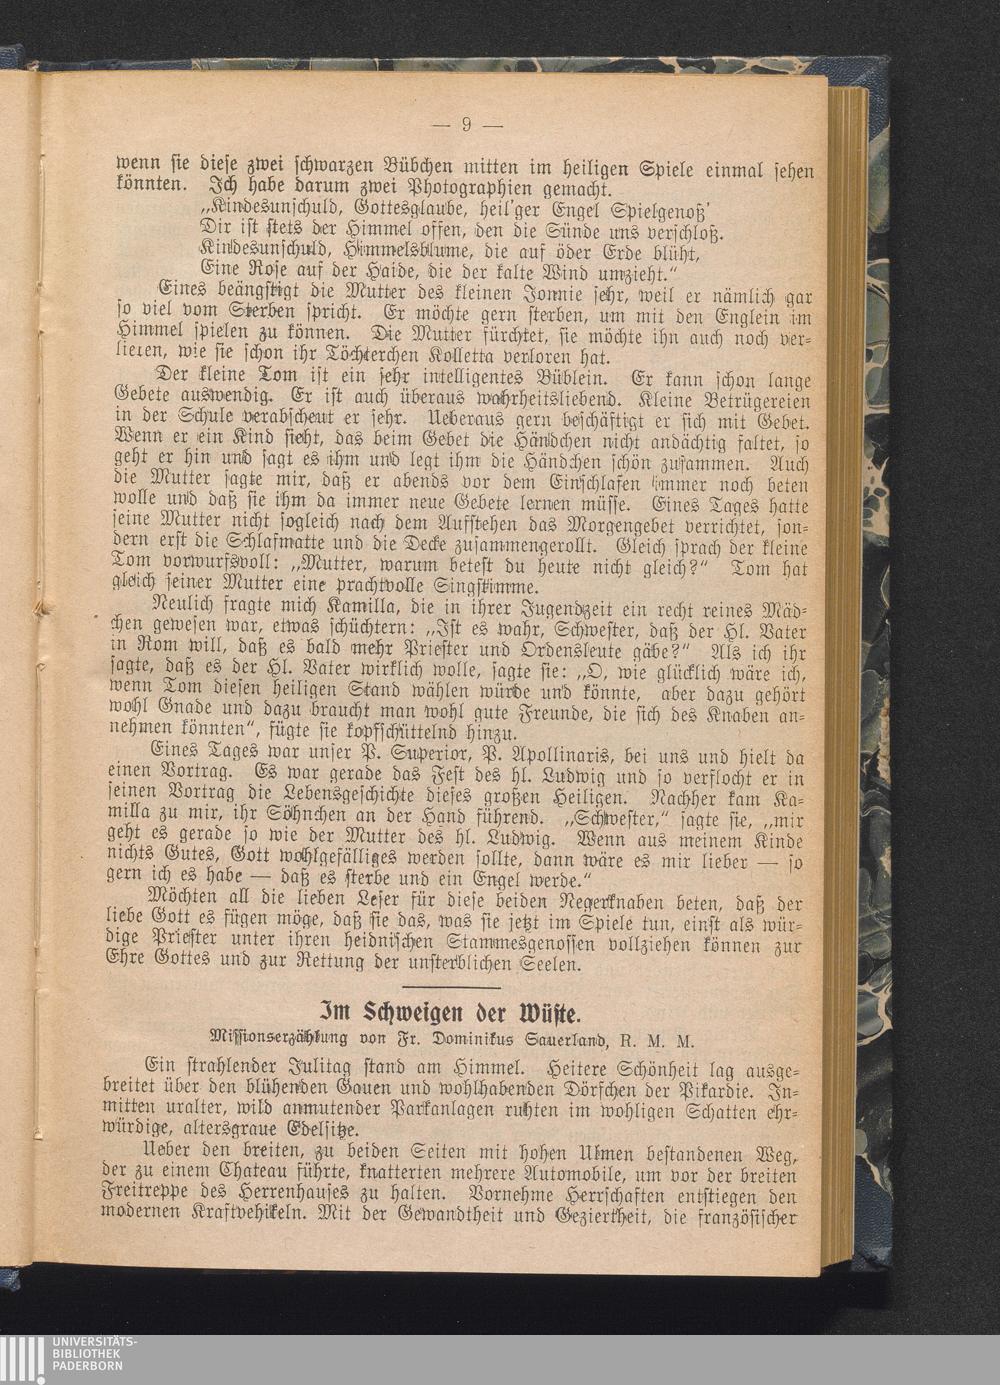 — 9 —
wenn sie diese zwei schwarzen Bübchen mitten im heiligen Spiele einmal sehen
könnten. Ich habe darum zwei Photographien gemacht.
„Kindesunschuld, Gottesglaube, heil'ger Engel Spielgenoß'
Dir ist stets der Himmel offen, den die Sünde uns verschloß.
Kindesunschuld, Himmelsblume, die auf öder Erde blüht,
Eine Rose auf der Haide, die der kalte Wind umzieht.“
Eines beängstigt die Mutter des kleinen Jonnie sehr, weil er nämlich gar
so viel vom Sterben spricht. Er möchte gern sterben, um mit den Englein im
Himmel spielen zu können. Die Mutter fürchtet, sie möchte ihn auch noch ver-
lieren, wie sie schon ihr Töchterchen Kolletta verloren hat.
Der kleine Tom ist ein sehr intelligentes Büblein. Er kann schon lange
Gebete auswendig. Er ist auch überaus wahrheitsliebend. Kleine Betrügereien
in der Schule verabscheut er sehr. Ueberaus gern beschäftigt er sich mit Gebet.
Wenn er ein Kind sieht, das beim Gebet die Händchen nicht andächtig faltet, so
geht er hin und sagt es ihm und legt ihm die Händchen schön zusammen. Auch
die Mutter sagte mir, daß er abends vor dem Einschlafen immer noch beten
wolle und daß sie ihm da immer neue Gebete lernen müsse. Eines Tages hatte
seine Mutter nicht sogleich nach dem Aufstehen das Morgengebet verrichtet, son-
dern erst die Schlafmatte und die Decke zusammengerollt. Gleich sprach der kleine
Tom vorwurfsvoll: „Mutter, warum betest du heute nicht gleich?“ Tom hat
gleich seiner Mutter eine prachtvolle Singstimme.
Neulich fragte mich Kamilla, die in ihrer Jugendzeit ein recht reines Mäd-
chen gewesen war, etwas schüchtern: „Ist es wahr, Schwester, daß der Hl. Vater
in Rom will, daß es bald mehr Priester und Ordensleute gäbe?“ Als ich ihr
sagte, daß es der Hl. Vater wirklich wolle, sagte sie: „O, wie glücklich wäre ich,
wenn Tom diesen heiligen Stand wählen würde und könnte, aber dazu gehört
wohl Gnade und dazu braucht man wohl gute Freunde, die sich des Knaben an-
nehmen könnten“, fügte sie kopfschüttelnd hinzu.
Eines Tages war unser P. Superior, P. Apollinaris, bei uns und hielt da
einen Vortrag. Es war gerade das Fest des hl. Ludwig und so verflocht er in
seinen Vortrag die Lebensgeschichte dieses großen Heiligen. Nachher kam Ka-
milla zu mir, ihr Söhnchen an der Hand führend. „Schwester,“ sagte sie, „mir
geht es gerade so wie der Mutter des hl. Ludwig. Wenn aus meinem Kinde
nichts Gutes, Gott wohlgefälliges werden sollte, dann wäre es mir lieber — so
gern ich es habe — daß es sterbe und ein Engel werde.“
Möchten all die lieben Leser für diese beiden Negerknaben beten, daß der
liebe Gott es fügen möge, daß sie das, was sie jetzt im Spiele tun, einst als wür-
dige Priester unter ihren heidnischen Stammesgenossen vollziehen können zur
Ehre Gottes und zur Rettung der unsterblichen Seelen.
Im Schweigen der Wüste.
Missionserzählung von Fr. Dominikus Sauerland, R. M. M.
Ein strahlender Julitag stand am Himmel. Heitere Schönheit lag ausge-
breitet über den blühenden Gauen und wohlhabenden Dörfchen der Pikardie. In-
mitten uralter, wild anmutender Parkanlagen ruhten im wohligen Schatten ehr-
würdige, altersgraue Edelsitze.
Ueber den breiten, zu beiden Seiten mit hohen Ulmen bestandenen Weg,
der zu einem Chateau führte, knatterten mehrere Automobile, um vor der breiten
Freitreppe des Herrenhauses zu halten. Vornehme Herrschaften entstiegen den
modernen Kraftvehikeln. Mit der Gewandtheit und Geziertheit, die französischer
UNIVERSITÄTS-
BIBLIOTHEK
PADERBORN